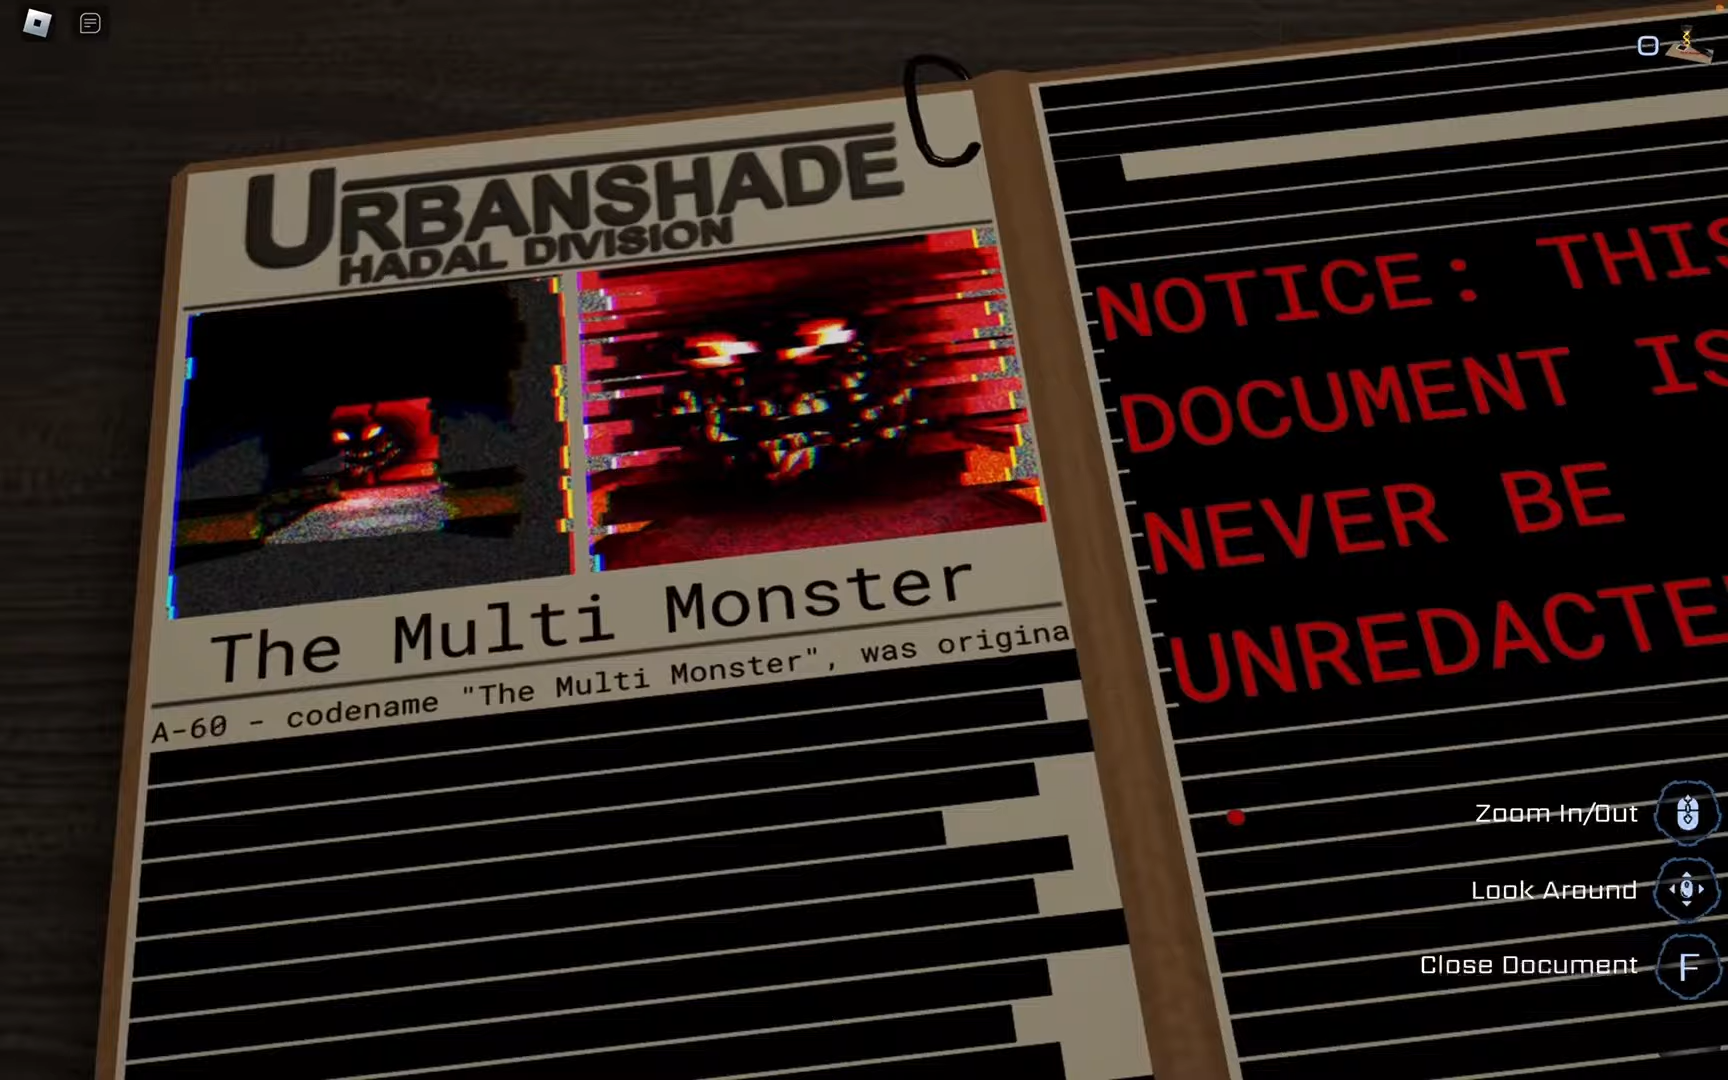 URBANSHADE
HADAL DIVISION
The Multi Monster
A-60 - codename "The Multi Monster", was origina
NOTICE: THIS
DOCUMENT IS
NEVER BE
UNREDACTE
Zoom In/Out
Look Around
Close Document
F